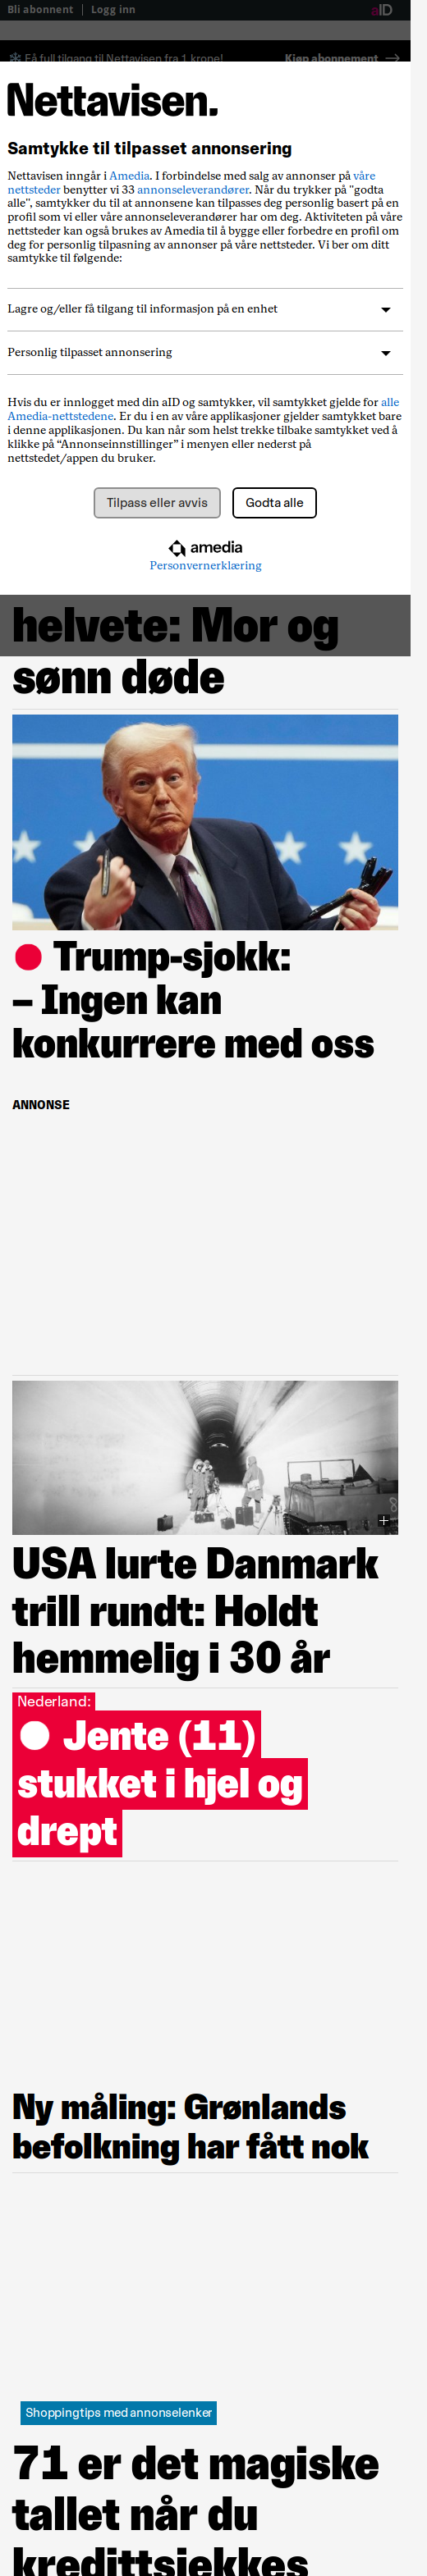 Bli abonnent | Logg inn
aID
Få full tilgang til Nettavisen fra 1 krone!
Kjøp abonnement
Nettavisen.
Samtykke til tilpasset annonsering
Nettavisen inngår i Amedia. I forbindelse med salg av annonser på våre
nettsteder benytter vi 33 annonseleverandører. Når du trykker på "godta
alle", samtykker du til at annonsene kan tilpasses deg personlig basert på en
profil som vi eller våre annonseleverandører har om deg. Aktiviteten på våre
nettsteder kan også brukes av Amedia til å bygge eller forbedre en profil om
deg for personlig tilpasning av annonser på våre nettsteder. Vi ber om ditt
samtykke til følgende:
Lagre og/eller få tilgang til informasjon på en enhet
Personlig tilpasset annonsering
Hvis du er innlogget med din aID og samtykker, vil samtykket gjelde for alle
Amedia-nettstedene. Er du i en av våre applikasjoner gjelder samtykket bare
i denne applikasjonen. Du kan når som helst trekke tilbake samtykket ved å
klikke på “Annonseinnstillinger” i menyen eller nederst på
nettstedet/appen du bruker.
Tilpass eller avvis
Godta alle
amedia
Personvernerklæring
helvete: Mor og
sønn døde
Trump-sjokk:
– Ingen kan
konkurrere med oss
ANNONSE
USA lurte Danmark
trill rundt: Holdt
hemmelig i 30 år
Nederland:
Jente (11)
stukket i hjel og
drept
Ny måling: Grønlands
befolkning har fått nok
Shoppingtips med annonselenker
71 er det magiske
tallet når du
kredittsjekkes